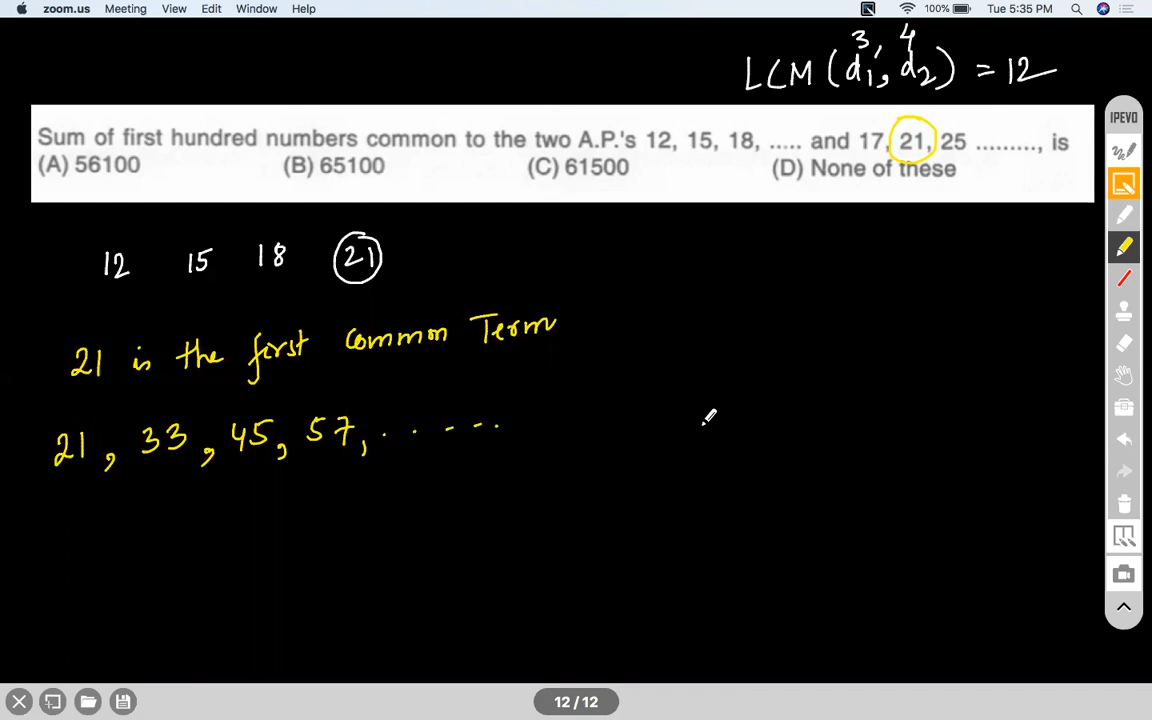 zoom.us Meeting View Edit Window Help 100% Tue 5:35 PM
3, 4
LCM (d1, d2) = 12
IPEVO
Sum of first hundred numbers common to the two A.P.'s 12, 15, 18, ..... and 17, 21, 25 ........., is
(A) 56100 (B) 65100 (C) 61500 (D) None of these
12 15 18 21
21 is the first common Term
21, 33, 45, 57, ......
12 / 12